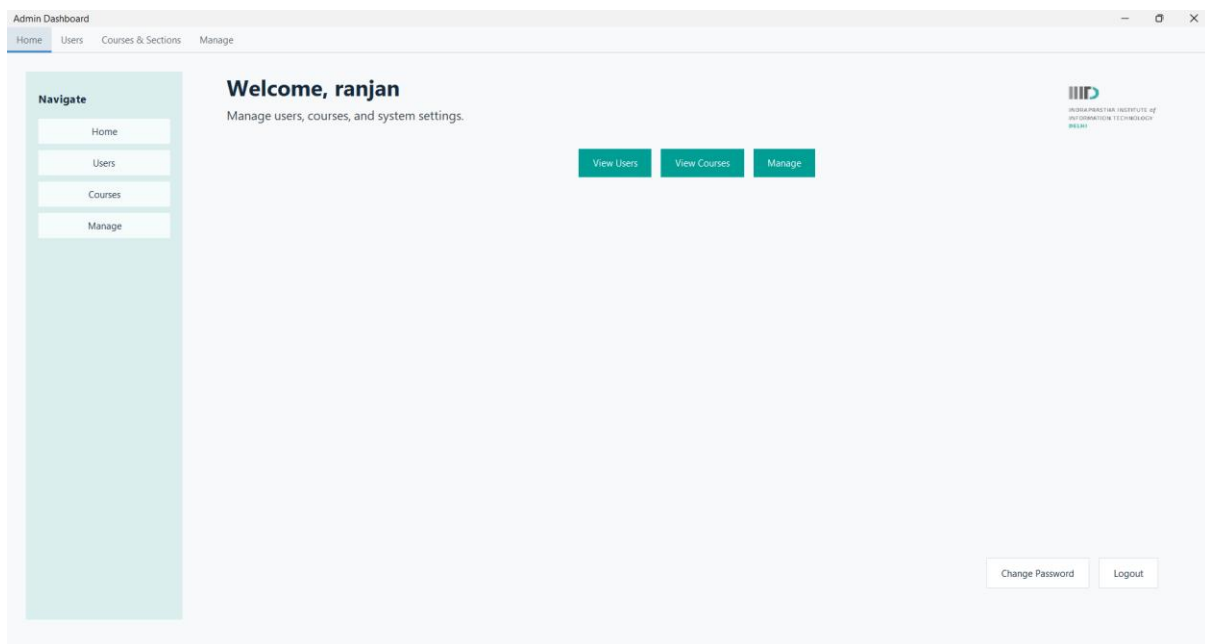 Admin Dashboard
Home Users Courses & Sections Manage
Navigate
Home
Users
Courses
Manage
Welcome, ranjan
Manage users, courses, and system settings.
View Users View Courses Manage
IIID
INDRAPRASTHA INSTITUTE of
INFORMATION TECHNOLOGY
DELHI
Change Password Logout